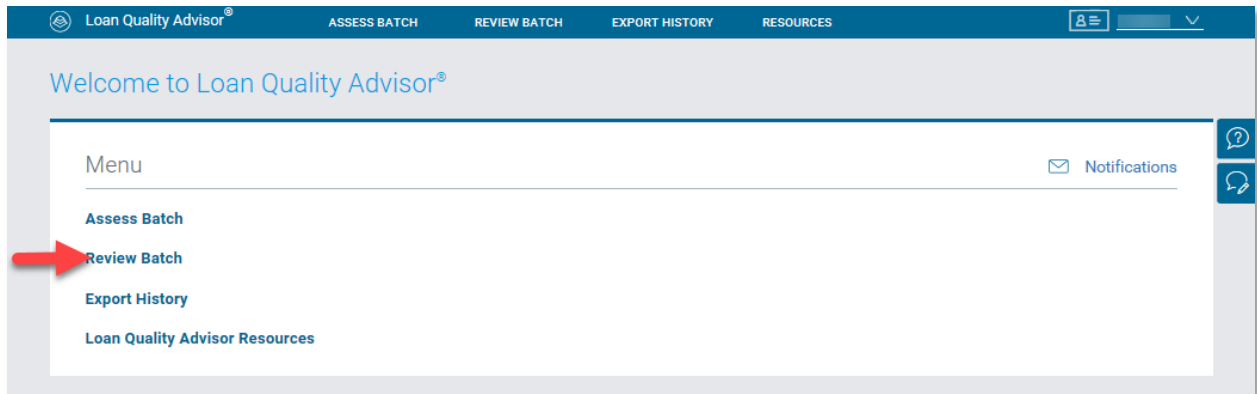 Loan Quality Advisor® ASSESS BATCH REVIEW BATCH EXPORT HISTORY RESOURCES
Welcome to Loan Quality Advisor®
Menu Notifications
Assess Batch
Review Batch
Export History
Loan Quality Advisor Resources